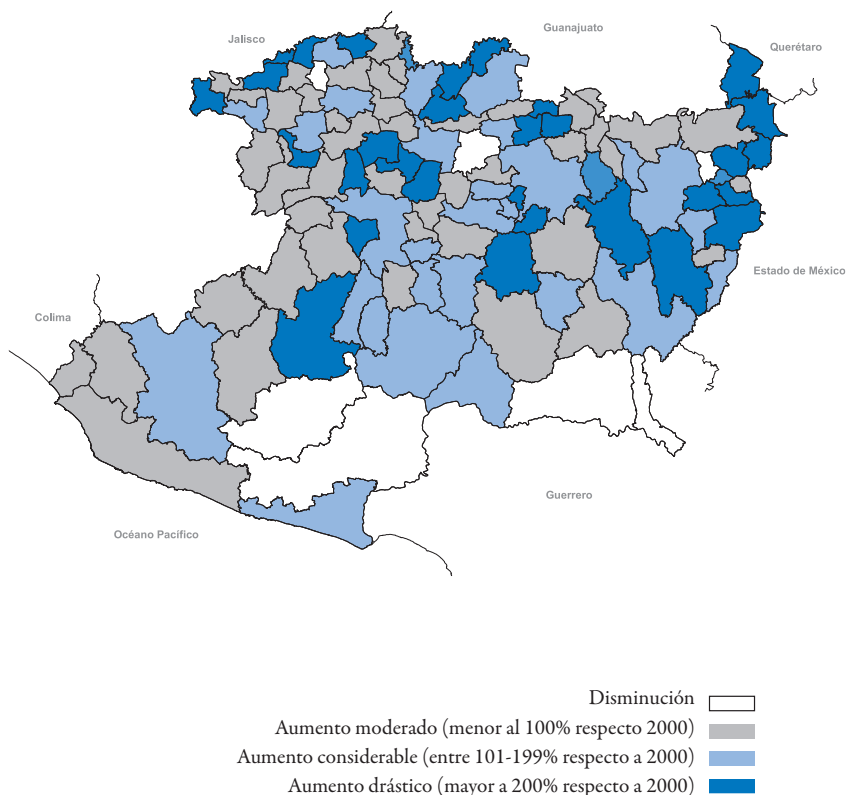 Guanajuato
Jalisco
Querétaro
Estado de México
Colima
Guerrero
Océano Pacífico
Disminución
Aumento moderado (menor al 100% respecto 2000)
Aumento considerable (entre 101-199% respecto a 2000)
Aumento drástico (mayor a 200% respecto a 2000)